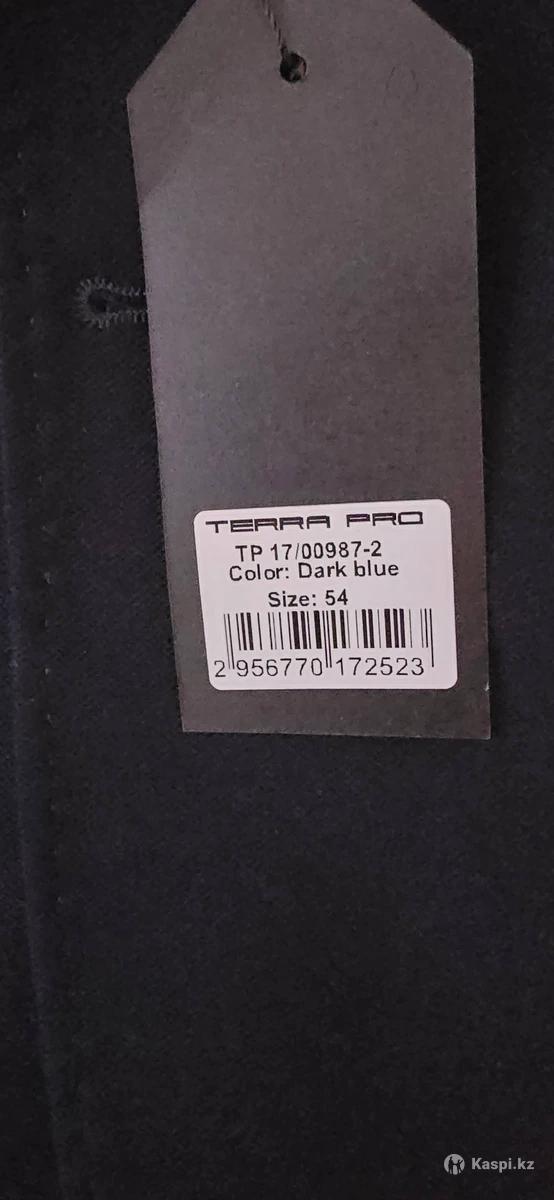 TERRA PRO
TP 17/00987-2
Color: Dark blue
Size: 54
2 956770 172523
Kaspi.kz